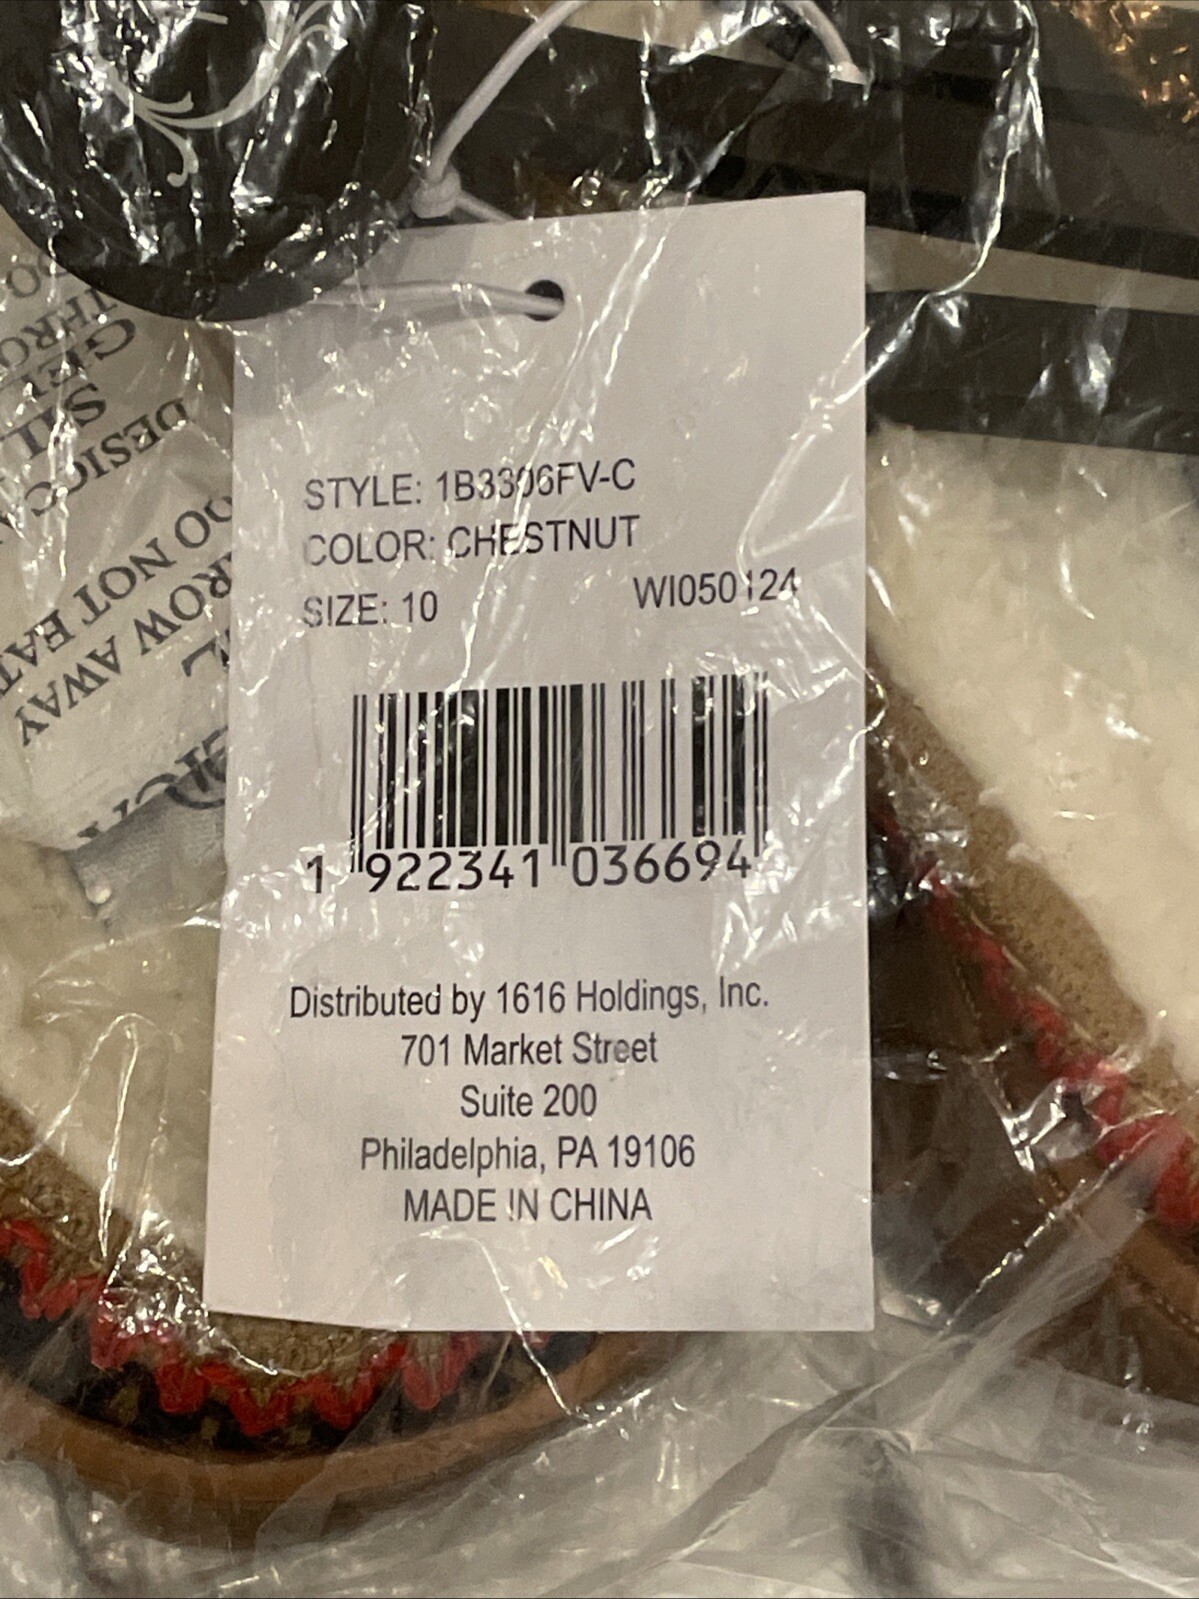 STYLE: 1B3306FV-C
COLOR: CHESTNUT
SIZE: 10
WI050124
1 922341 036694
Distributed by 1616 Holdings, Inc.
701 Market Street
Suite 200
Philadelphia, PA 19106
MADE IN CHINA
DO NOT EAT
AWAY